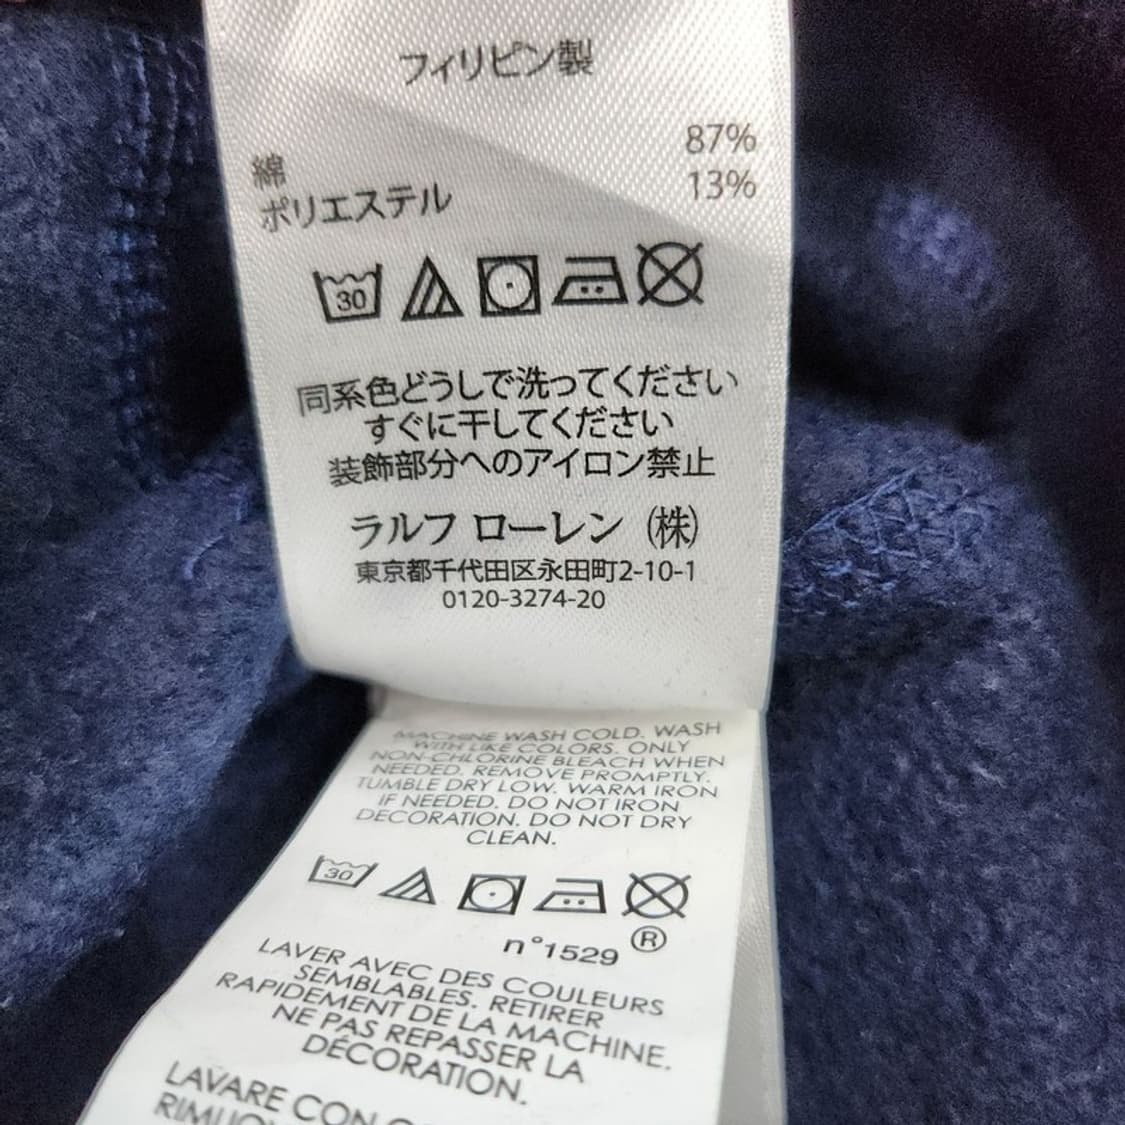 フィリピン製
綿 87%
ポリエステル 13%
30
同系色どうしで洗ってください
すぐに干してください
装飾部分へのアイロン禁止
ラルフ ローレン (株)
東京都千代田区永田町2-10-1
0120-3274-20
MACHINE WASH COLD. WASH
WITH LIKE COLORS. ONLY
NON-CHLORINE BLEACH WHEN
NEEDED. REMOVE PROMPTLY.
TUMBLE DRY LOW. WARM IRON
IF NEEDED. DO NOT IRON
DECORATION. DO NOT DRY
CLEAN.
30
n°1529 ®
LAVER AVEC DES COULEURS
SEMBLABLES. RETIRER
RAPIDEMENT DE LA MACHINE.
NE PAS REPASSER LA
DÉCORATION.
LAVARE CON